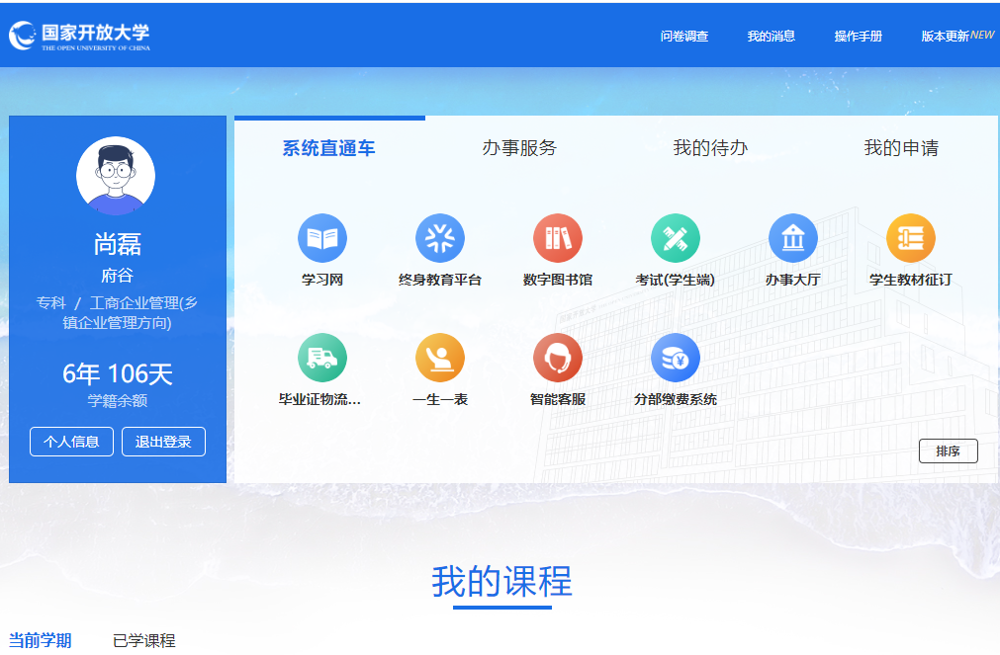 国家开放大学
THE OPEN UNIVERSITY OF CHINA
问卷调查 我的消息 操作手册 版本更新NEW
尚磊
府谷
专科 / 工商企业管理(乡
镇企业管理方向)
6年 106天
学籍余额
个人信息 退出登录
系统直通车 办事服务 我的待办 我的申请
学习网 终身教育平台 数字图书馆 考试(学生端) 办事大厅 学生教材征订
毕业证物流... 一生一表 智能客服 分部缴费系统
排序
我的课程
当前学期 已学课程